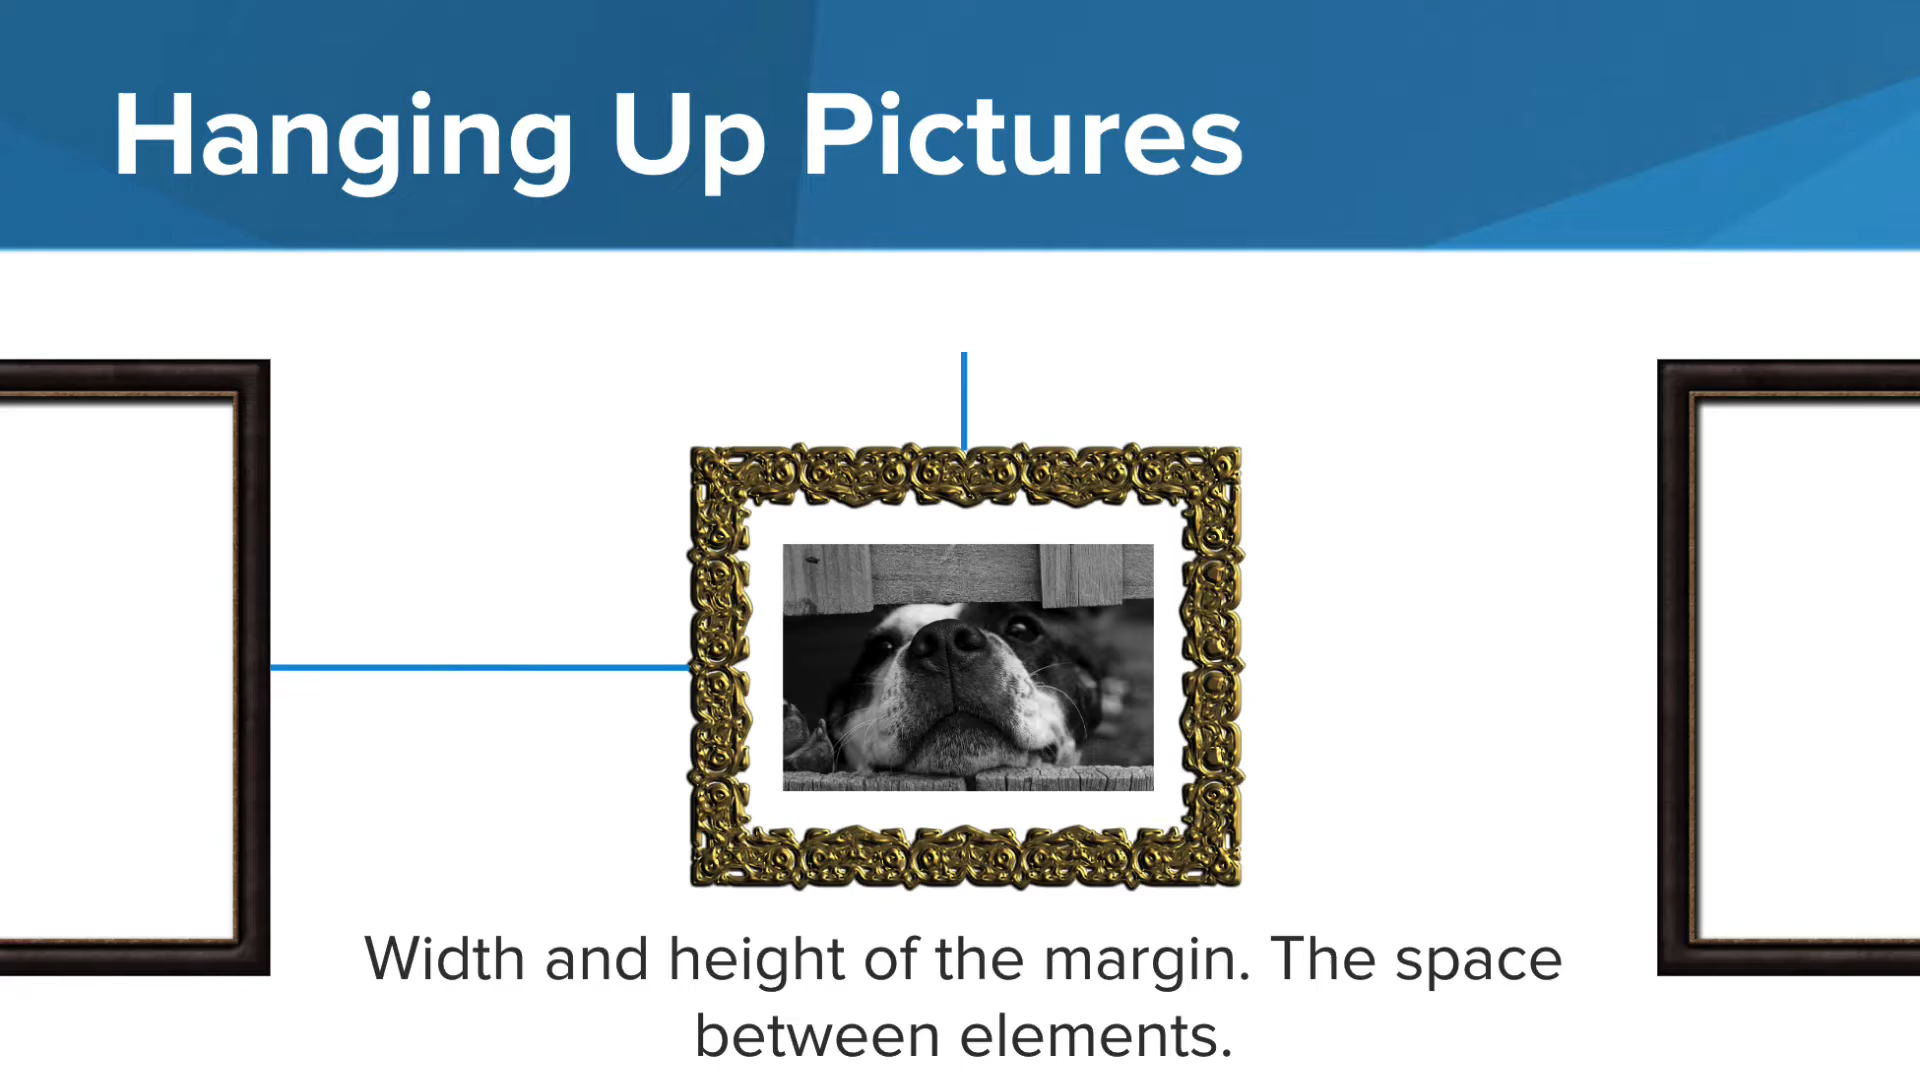 Hanging Up Pictures
Width and height of the margin. The space
between elements.